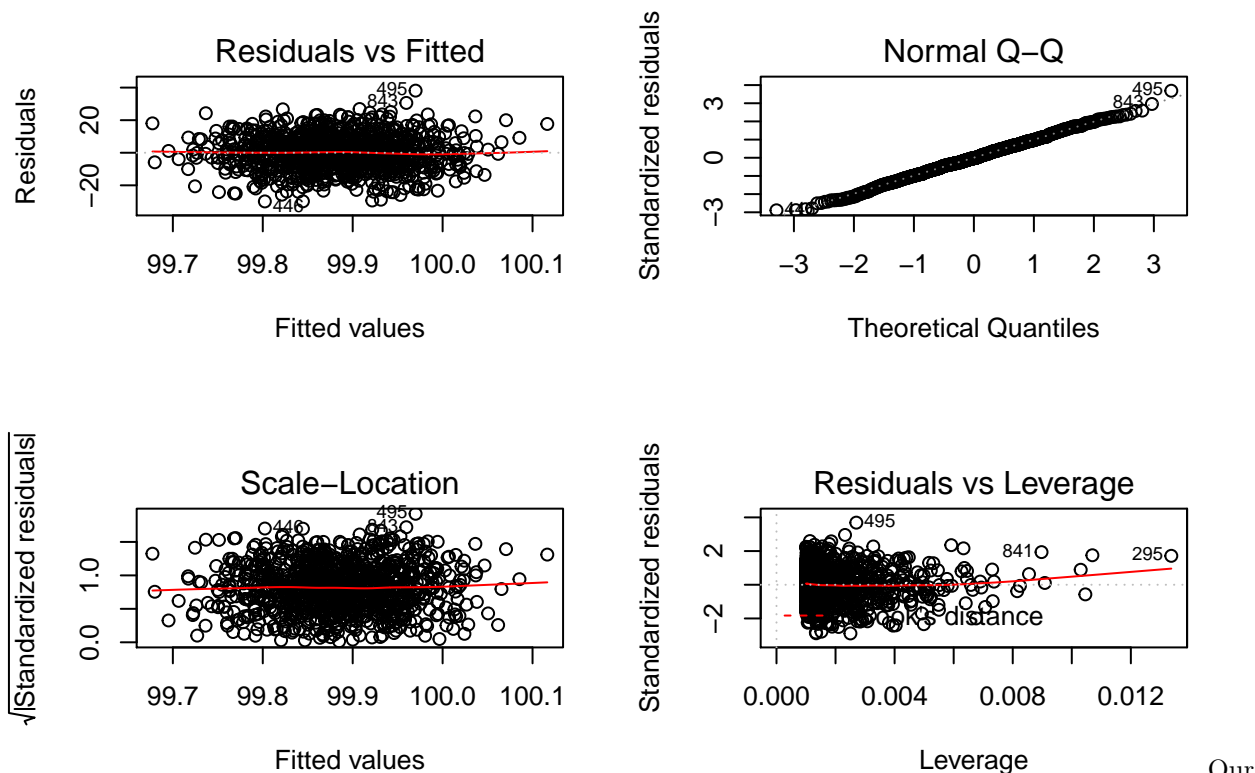 Residuals vs Fitted
Residuals
20
−20
495
843
446
99.7 99.8 99.9 100.0 100.1
Fitted values
Normal Q−Q
Standardized residuals
3
0
−3
495
843
446
−3 −2 −1 0 1 2 3
Theoretical Quantiles
Scale−Location
√|Standardized residuals|
1.0
0.0
495
446 843
99.7 99.8 99.9 100.0 100.1
Fitted values
Residuals vs Leverage
Standardized residuals
2
0
−2
495
841
295
distance
0.000 0.004 0.008 0.012
Leverage
Our